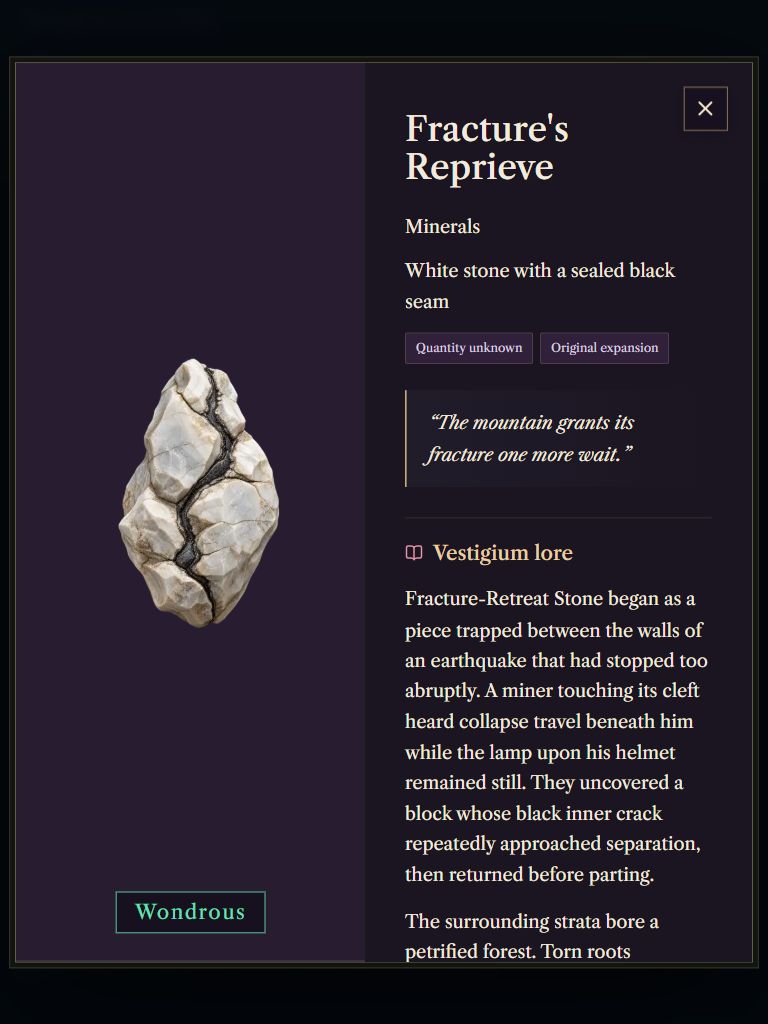 Fracture's
Reprieve
Minerals
White stone with a sealed black
seam
Quantity unknown
Original expansion
“The mountain grants its
fracture one more wait.”
Vestigium lore
Fracture-Retreat Stone began as a
piece trapped between the walls of
an earthquake that had stopped too
abruptly. A miner touching its cleft
heard collapse travel beneath him
while the lamp upon his helmet
remained still. They uncovered a
block whose black inner crack
repeatedly approached separation,
then returned before parting.
The surrounding strata bore a
petrified forest. Torn roots
Wondrous